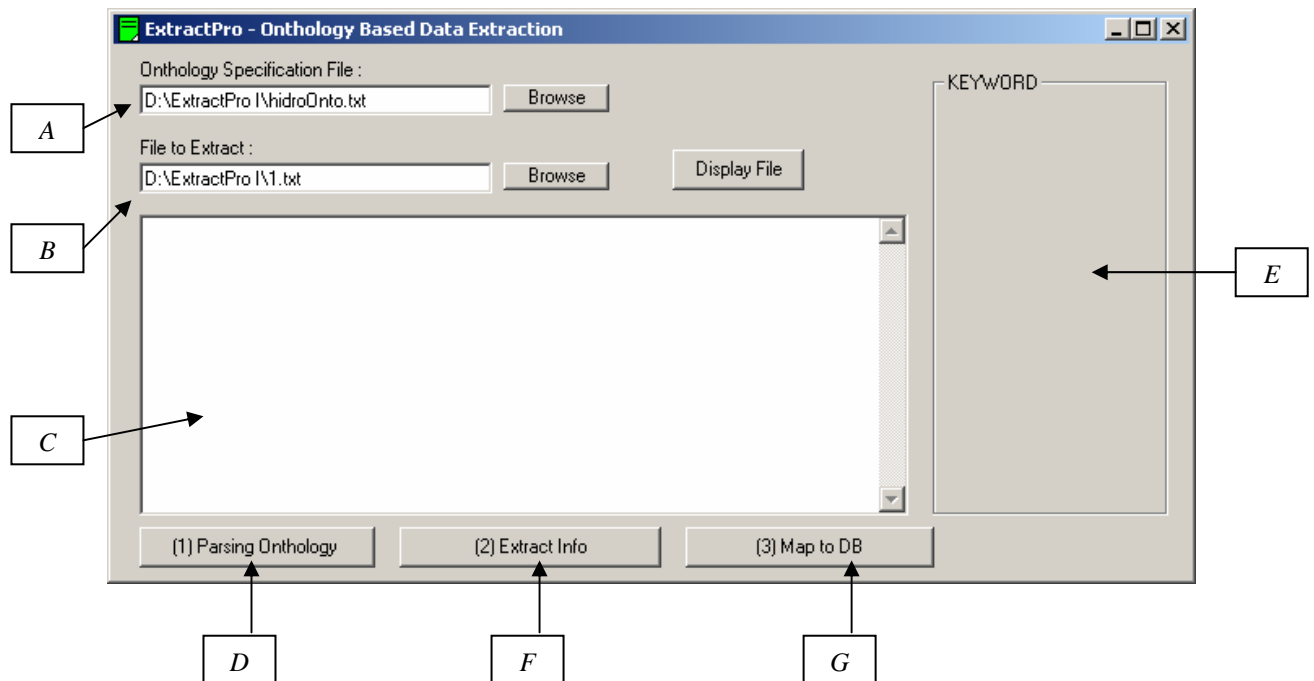 ExtractPro - Onthology Based Data Extraction
Onthology Specification File :
D:\ExtractPro I\hidroOnto.txt
Browse
KEYWORD
A
File to Extract :
D:\ExtractPro I\1.txt
Browse
Display File
B
E
C
(1) Parsing Onthology
(2) Extract Info
(3) Map to DB
D
F
G